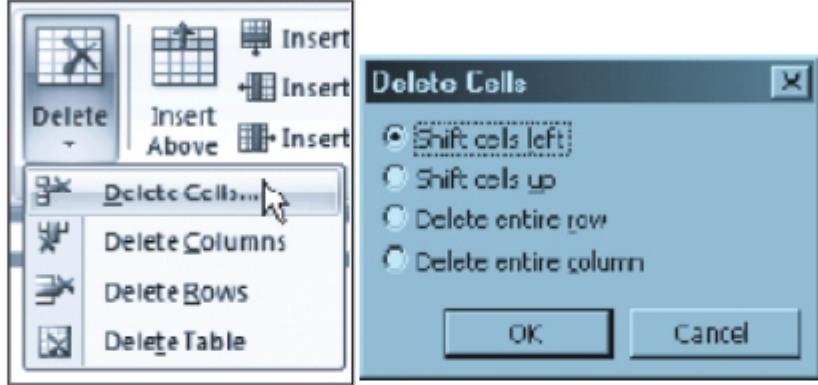 Delete
Insert Above
Insert
Insert
Insert
Delete Cells...
Delete Columns
Delete Rows
Delete Table
Delete Cells
Shift cells left
Shift cells up
Delete entire row
Delete entire column
OK
Cancel